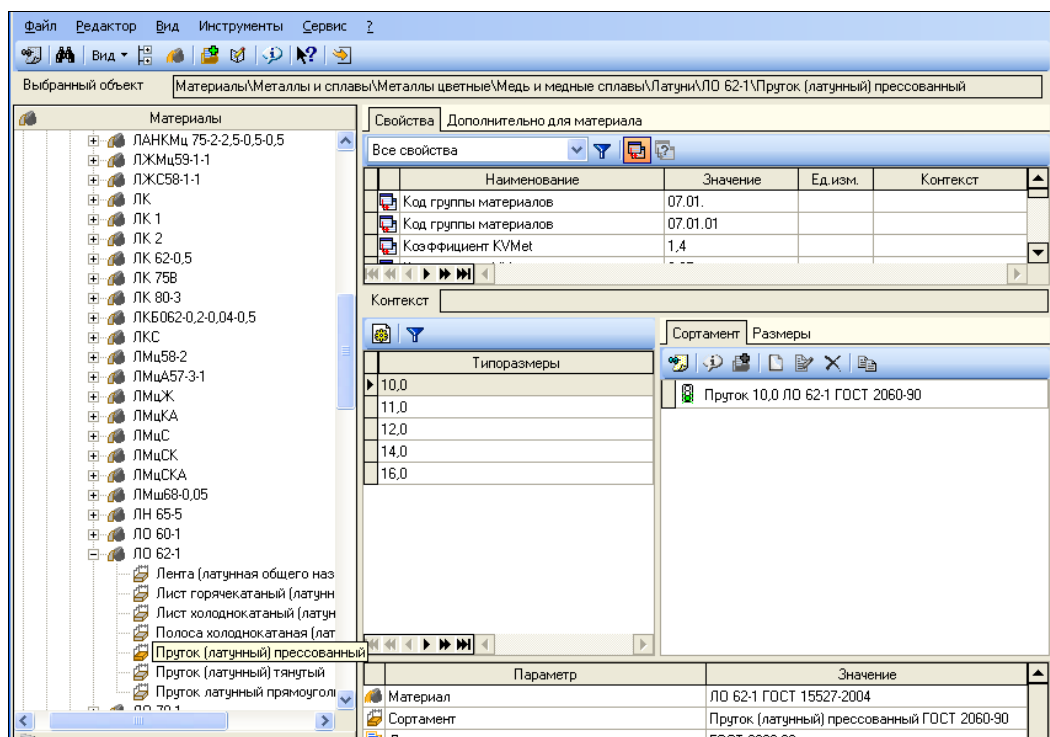 Файл Редактор Вид Инструменты Сервис ?
Вид
Выбранный объект Материалы\Металлы и сплавы\Металлы цветные\Медь и медные сплавы\Латуни\ЛО 62-1\Пруток (латунный) прессованный
Материалы
ЛАНКМц 75-2-2,5-0,5-0,5
ЛЖМц59-1-1
ЛЖС58-1-1
ЛК
ЛК 1
ЛК 2
ЛК 62-0,5
ЛК 75В
ЛК 80-3
ЛКБО62-0,2-0,04-0,5
ЛКС
ЛМц58-2
ЛМцА57-3-1
ЛМцЖ
ЛМцКА
ЛМцС
ЛМцСК
ЛМцСКА
ЛМш68-0,05
ЛН 65-5
ЛО 60-1
ЛО 62-1
Лента (латунная общего наз
Лист горячекатаный (латунн
Лист холоднокатаный (латун
Полоса холоднокатаная (лат
Пруток (латунный) прессованный
Пруток (латунный) тянутый
Пруток латунный прямоугол
ЛО 70-1
Свойства Дополнительно для материала
Все свойства
Наименование Значение Ед.изм. Контекст
Код группы материалов 07.01.
Код группы материалов 07.01.01
Коэффициент KVMet 1,4
Контекст
Типоразмеры
10,0
11,0
12,0
14,0
16,0
Сортамент Размеры
Пруток 10,0 ЛО 62-1 ГОСТ 2060-90
Параметр Значение
Материал ЛО 62-1 ГОСТ 15527-2004
Сортамент Пруток (латунный) прессованный ГОСТ 2060-90